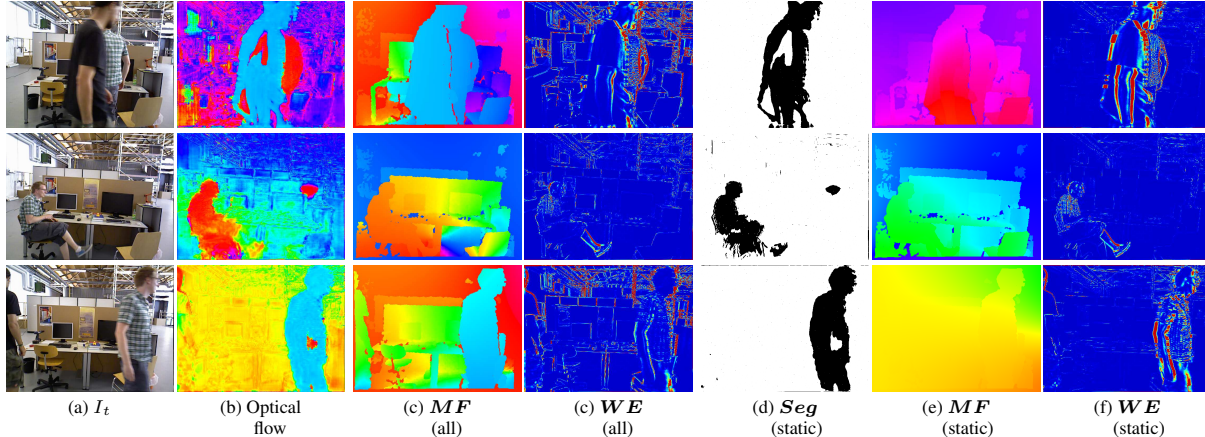 (a) I_t
(b) Optical
flow
(c) MF
(all)
(c) WE
(all)
(d) Seg
(static)
(e) MF
(static)
(f) WE
(static)